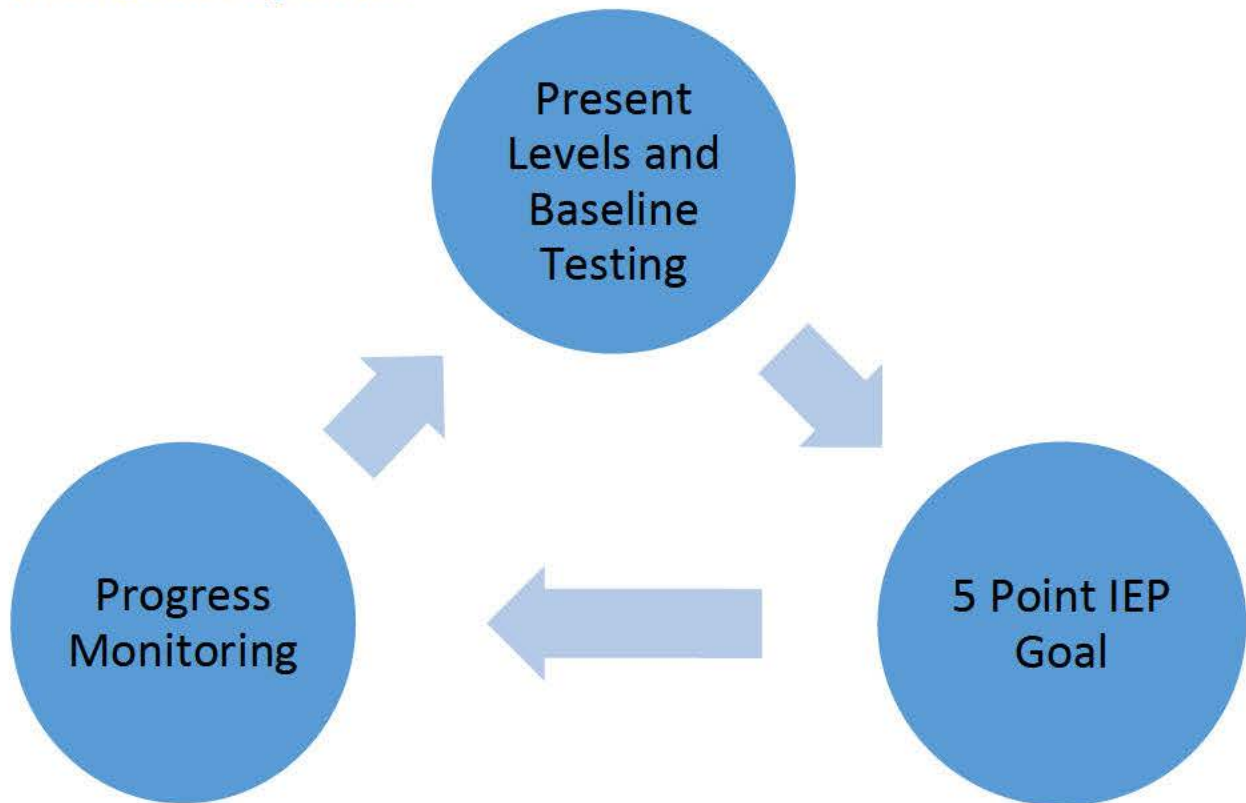 Present
Levels and
Baseline
Testing
Progress
Monitoring
5 Point IEP
Goal